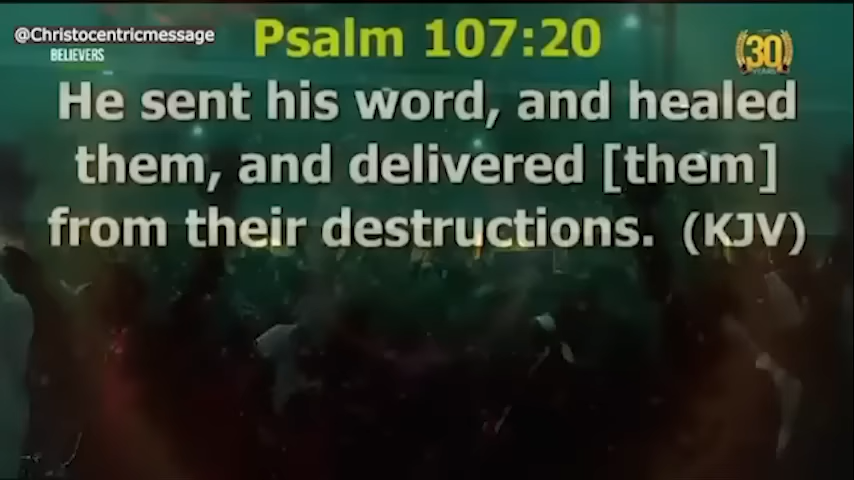 @Christocentricmessage
BELIEVERS
Psalm 107:20
30
YEARS
He sent his word, and healed
them, and delivered [them]
from their destructions. (KJV)